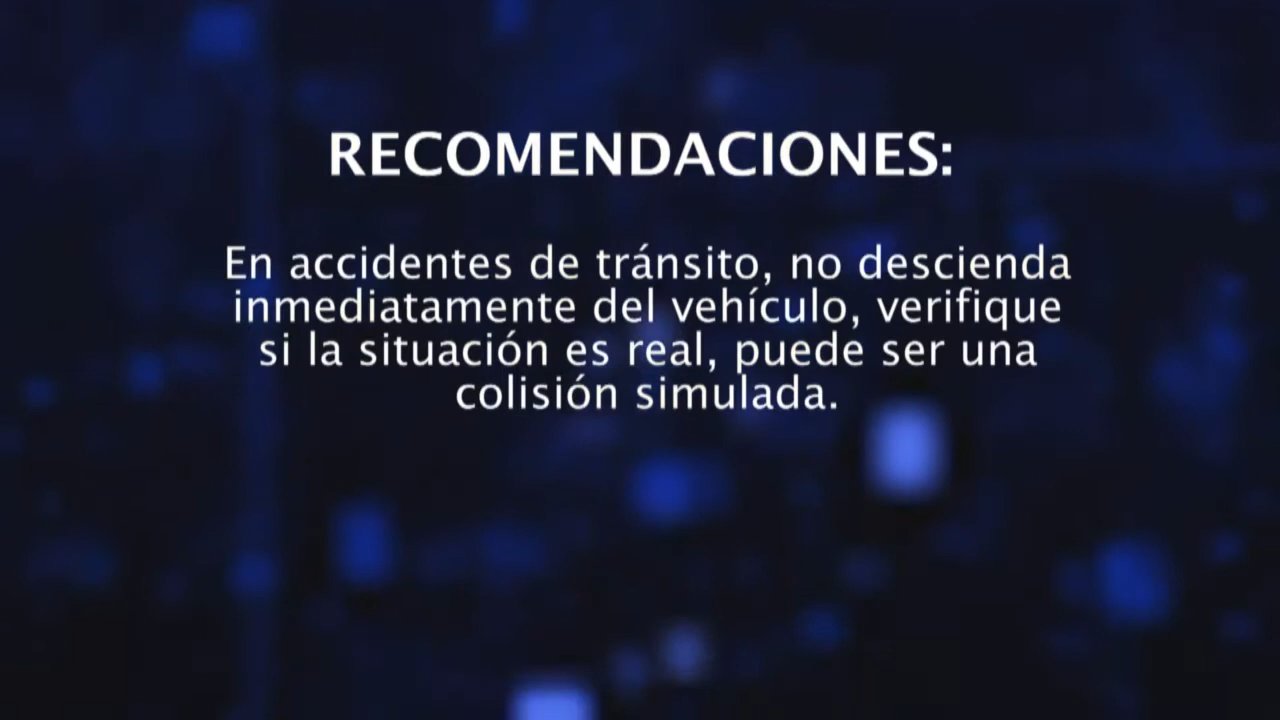 RECOMENDACIONES:
En accidentes de tránsito, no descienda
inmediatamente del vehículo, verifique
si la situación es real, puede ser una
colisión simulada.